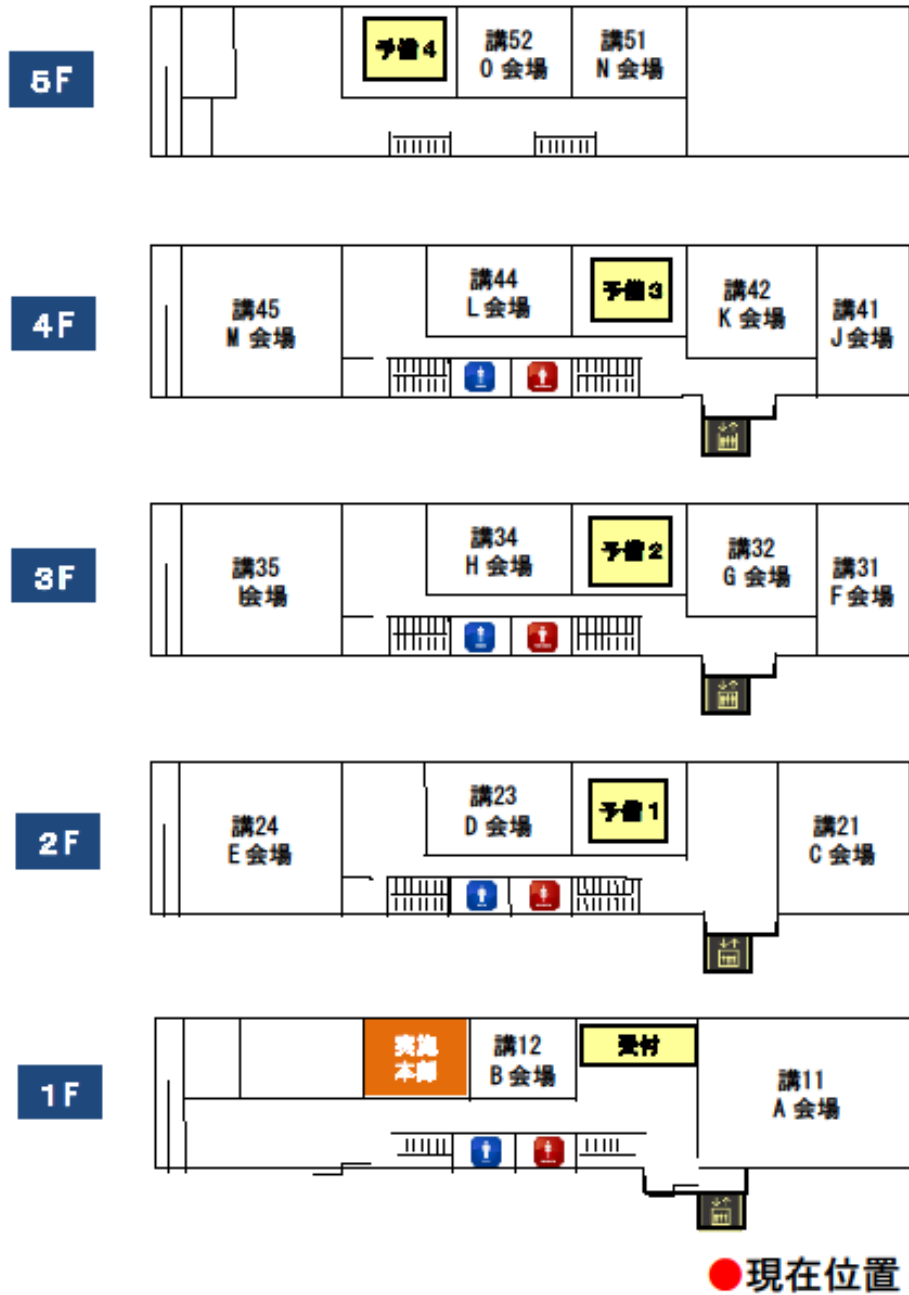 5F
予備4
講52
O 会場
講51
N 会場
4F
講45
M 会場
講44
L 会場
予備3
講42
K 会場
講41
J 会場
3F
講35
I会場
講34
H 会場
予備2
講32
G 会場
講31
F 会場
2F
講24
E 会場
講23
D 会場
予備1
講21
C 会場
1F
実施
本部
講12
B 会場
受付
講11
A 会場
●現在位置